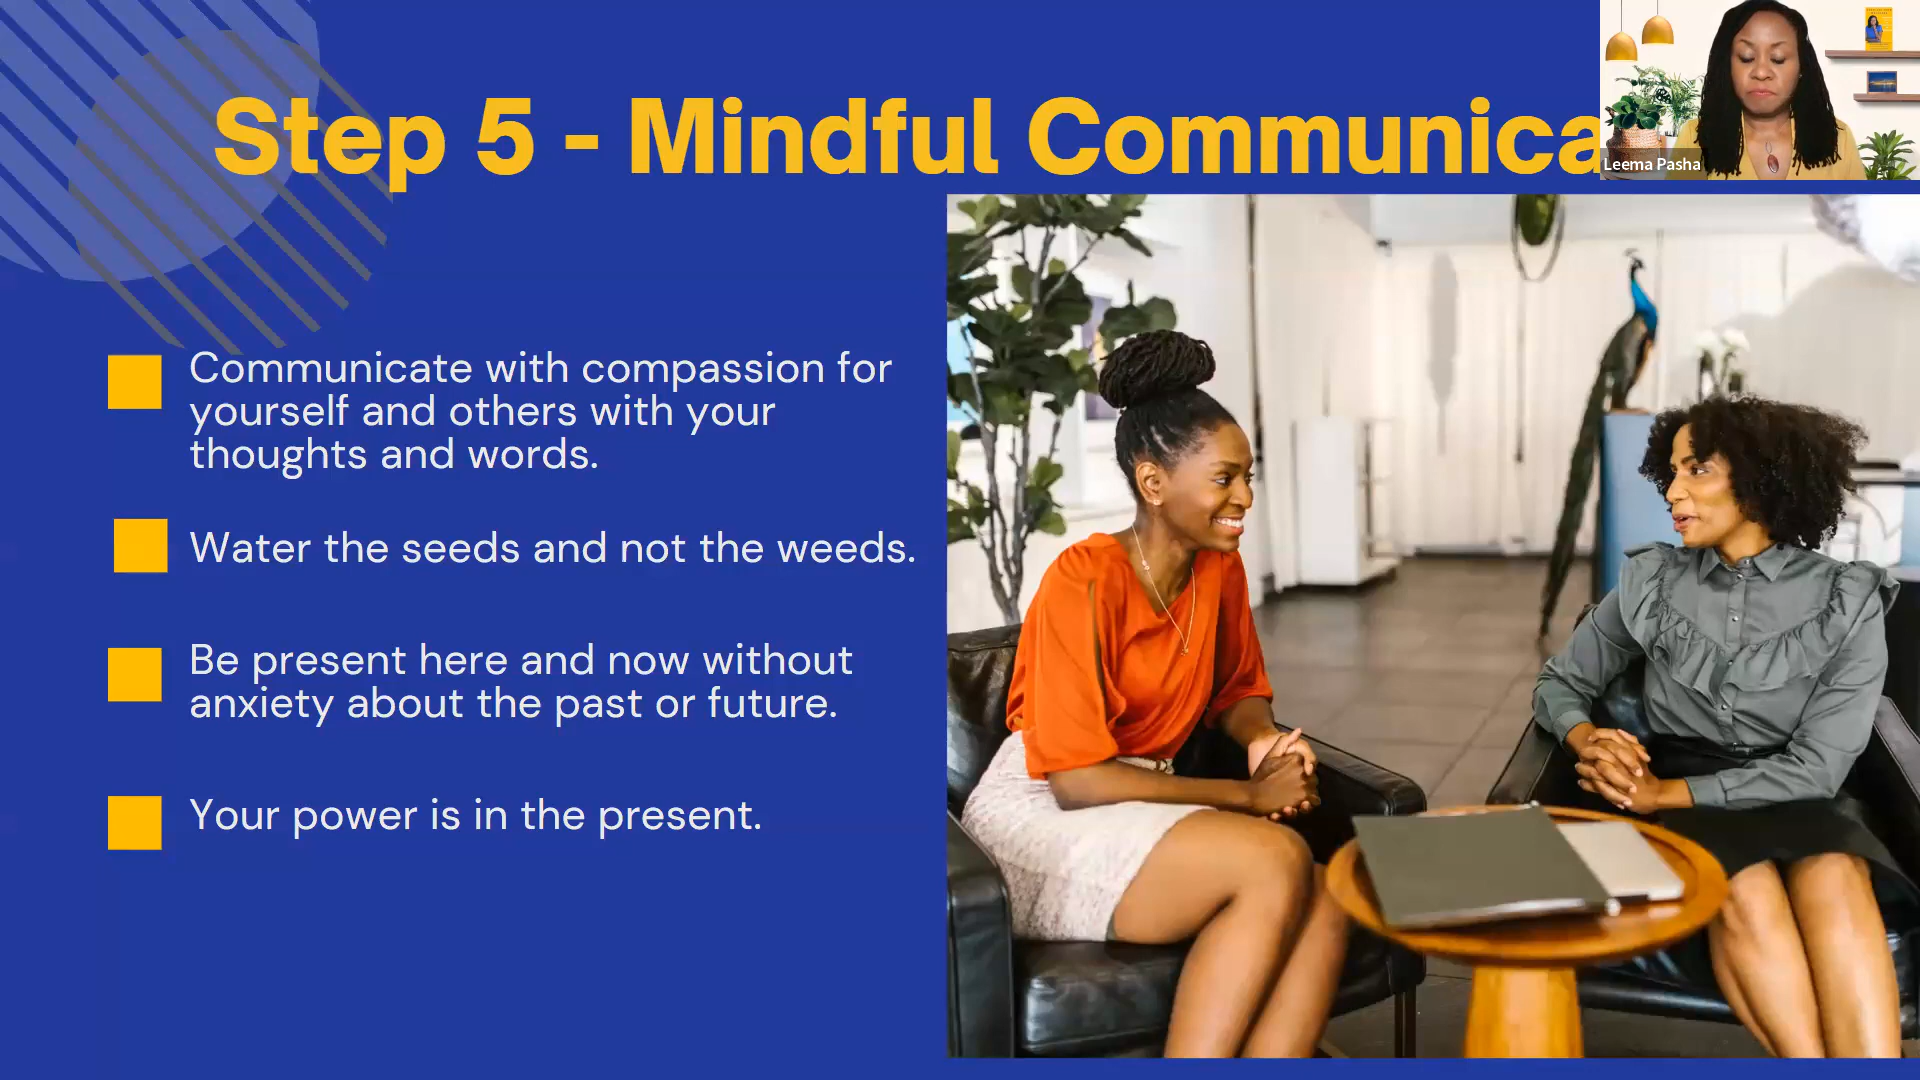 Step 5 - Mindful Communica
Leema Pasha
Communicate with compassion for
yourself and others with your
thoughts and words.
Water the seeds and not the weeds.
Be present here and now without
anxiety about the past or future.
Your power is in the present.